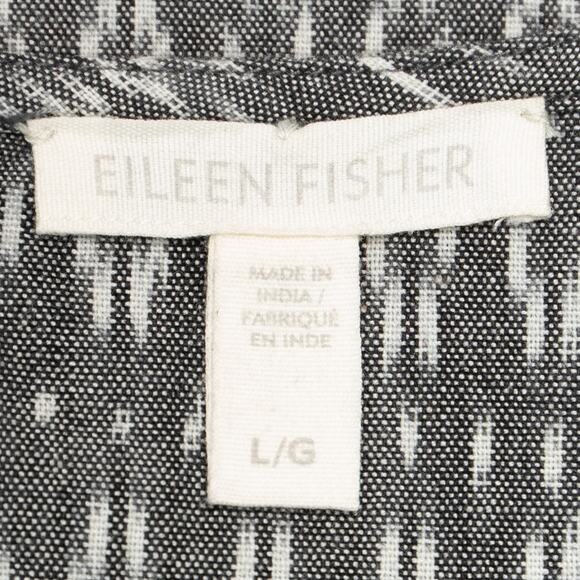 EILEEN FISHER
MADE IN
INDIA /
FABRIQUÉ
EN INDE
L/G